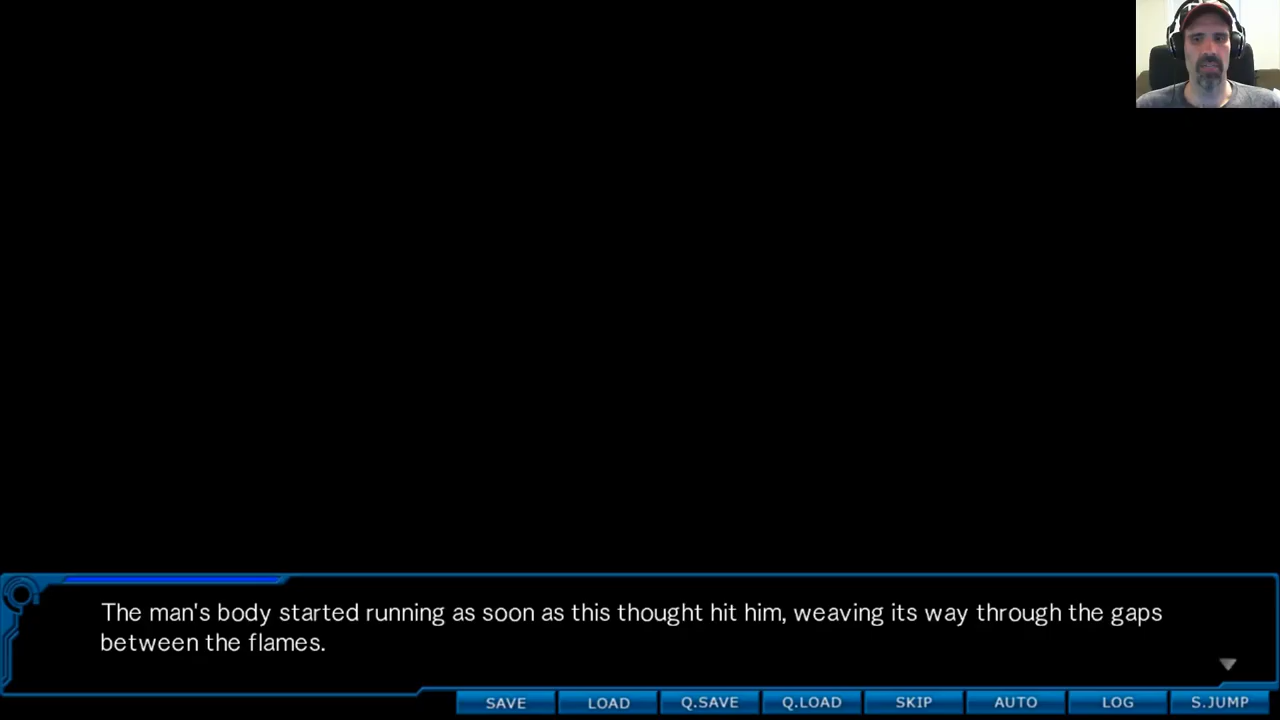 The man's body started running as soon as this thought hit him, weaving its way through the gaps
between the flames.
SAVE LOAD Q.SAVE Q.LOAD SKIP AUTO LOG S.JUMP